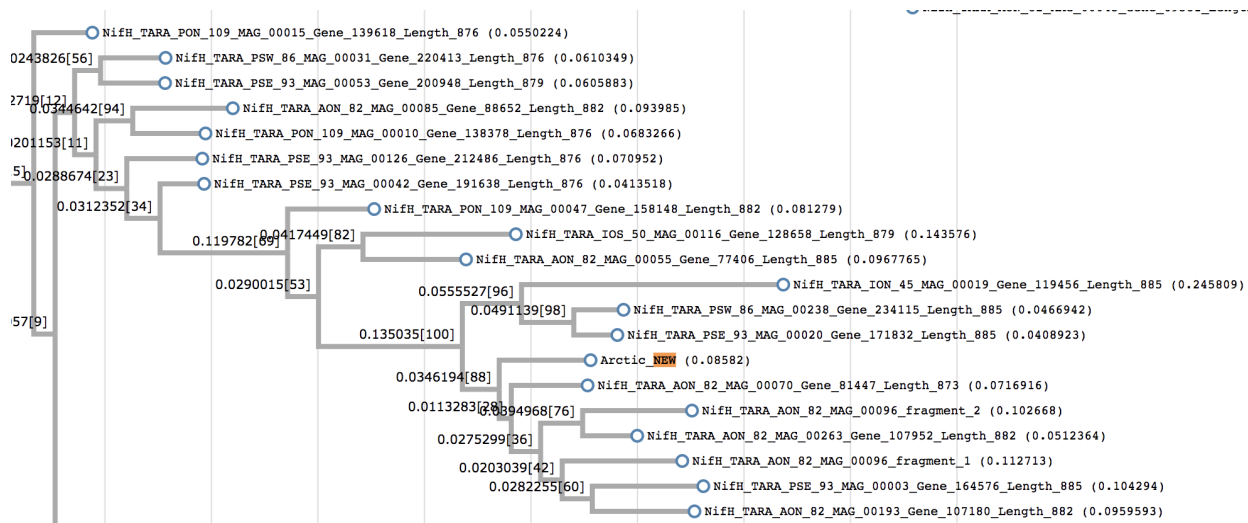 NifH_TARA_PON_109_MAG_00015_Gene_139618_Length_876 (0.0550224)
0243826[56]
NifH_TARA_PSW_86_MAG_00031_Gene_220413_Length_876 (0.0610349)
NifH_TARA_PSE_93_MAG_00053_Gene_200948_Length_879 (0.0605883)
2719[12]
0.0344642[94]
NifH_TARA_AON_82_MAG_00085_Gene_88652_Length_882 (0.093985)
NifH_TARA_PON_109_MAG_00010_Gene_138378_Length_876 (0.0683266)
0201153[11]
NifH_TARA_PSE_93_MAG_00126_Gene_212486_Length_876 (0.070952)
5]
0.0288674[23]
NifH_TARA_PSE_93_MAG_00042_Gene_191638_Length_876 (0.0413518)
0.0312352[34]
NifH_TARA_PON_109_MAG_00047_Gene_158148_Length_882 (0.081279)
0.0417449[82]
NifH_TARA_IOS_50_MAG_00116_Gene_128658_Length_879 (0.143576)
0.119782[69]
NifH_TARA_AON_82_MAG_00055_Gene_77406_Length_885 (0.0967765)
0.0290015[53]
NifH_TARA_ION_45_MAG_00019_Gene_119456_Length_885 (0.245809)
0.0555527[96]
0.0491139[98]
NifH_TARA_PSW_86_MAG_00238_Gene_234115_Length_885 (0.0466942)
057[9]
0.135035[100]
NifH_TARA_PSE_93_MAG_00020_Gene_171832_Length_885 (0.0408923)
Arctic_NEW (0.08582)
0.0346194[88]
NifH_TARA_AON_82_MAG_00070_Gene_81447_Length_873 (0.0716916)
0.0113283[28]
0.0394968[76]
NifH_TARA_AON_82_MAG_00096_fragment_2 (0.102668)
NifH_TARA_AON_82_MAG_00263_Gene_107952_Length_882 (0.0512364)
0.0275299[36]
NifH_TARA_AON_82_MAG_00096_fragment_1 (0.112713)
0.0203039[42]
0.0282255[60]
NifH_TARA_PSE_93_MAG_00003_Gene_164576_Length_885 (0.104294)
NifH_TARA_AON_82_MAG_00193_Gene_107180_Length_882 (0.0959593)